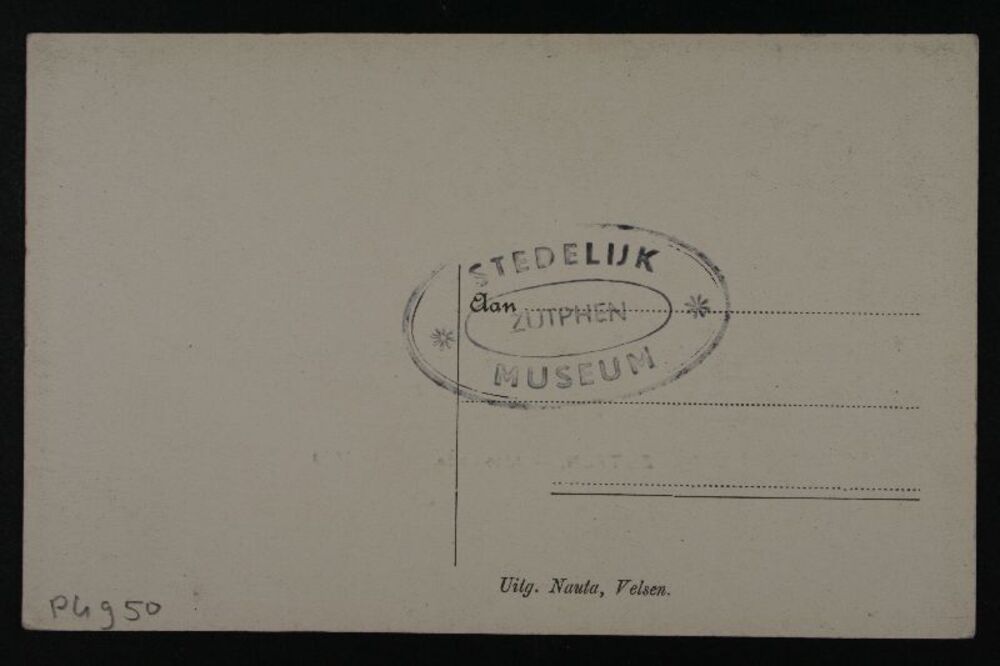 STEDELIJK
Aan
ZUTPHEN
MUSEUM
Uitg. Nauta, Velsen.
P4950